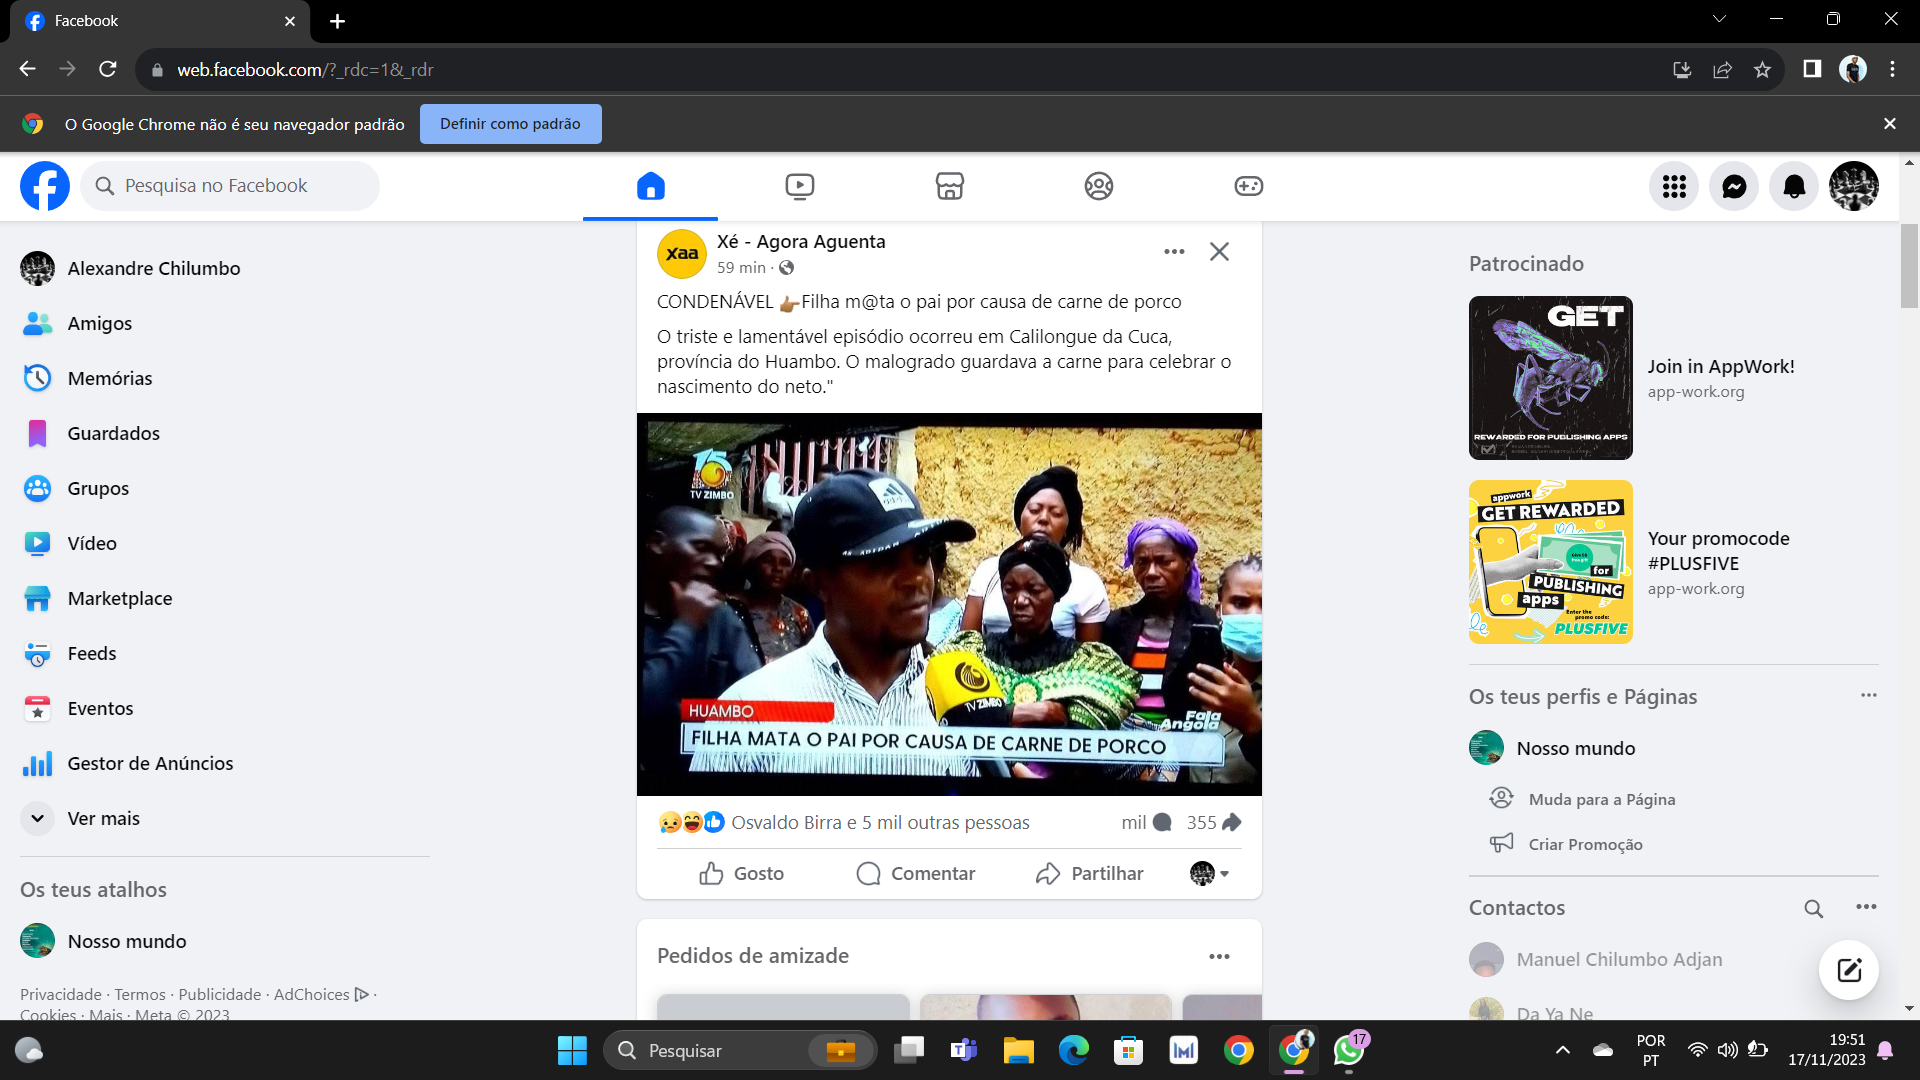 Facebook
web.facebook.com/?_rdc=1&_rdr
O Google Chrome não é seu navegador padrão
Definir como padrão
Pesquisa no Facebook
Alexandre Chilumbo
Amigos
Memórias
Guardados
Grupos
Vídeo
Marketplace
Feeds
Eventos
Gestor de Anúncios
Ver mais
Os teus atalhos
Nosso mundo
Privacidade · Termos · Publicidade · AdChoices ·
Cookies · Mais · Meta © 2023
xaa
Xé - Agora Aguenta
59 min ·
CONDENÁVEL 👉🏽Filha m@ta o pai por causa de carne de porco
O triste e lamentável episódio ocorreu em Calilongue da Cuca,
província do Huambo. O malogrado guardava a carne para celebrar o
nascimento do neto."
15
TV ZIMBO
adidas
TV ZIMBO
Fala
Angola
HUAMBO
FILHA MATA O PAI POR CAUSA DE CARNE DE PORCO
Osvaldo Birra e 5 mil outras pessoas
mil
355
Gosto
Comentar
Partilhar
Pedidos de amizade
Patrocinado
GET
REWARDED FOR PUBLISHING APPS
Join in AppWork!
app-work.org
appwork
GET REWARDED
for
PUBLISHING
apps
Enter the
promo code:
PLUSFIVE
Your promocode
#PLUSFIVE
app-work.org
Os teus perfis e Páginas
Nosso mundo
Muda para a Página
Criar Promoção
Contactos
Manuel Chilumbo Adjan
Da Ya Ne
Pesquisar
17
POR
PT
19:51
17/11/2023